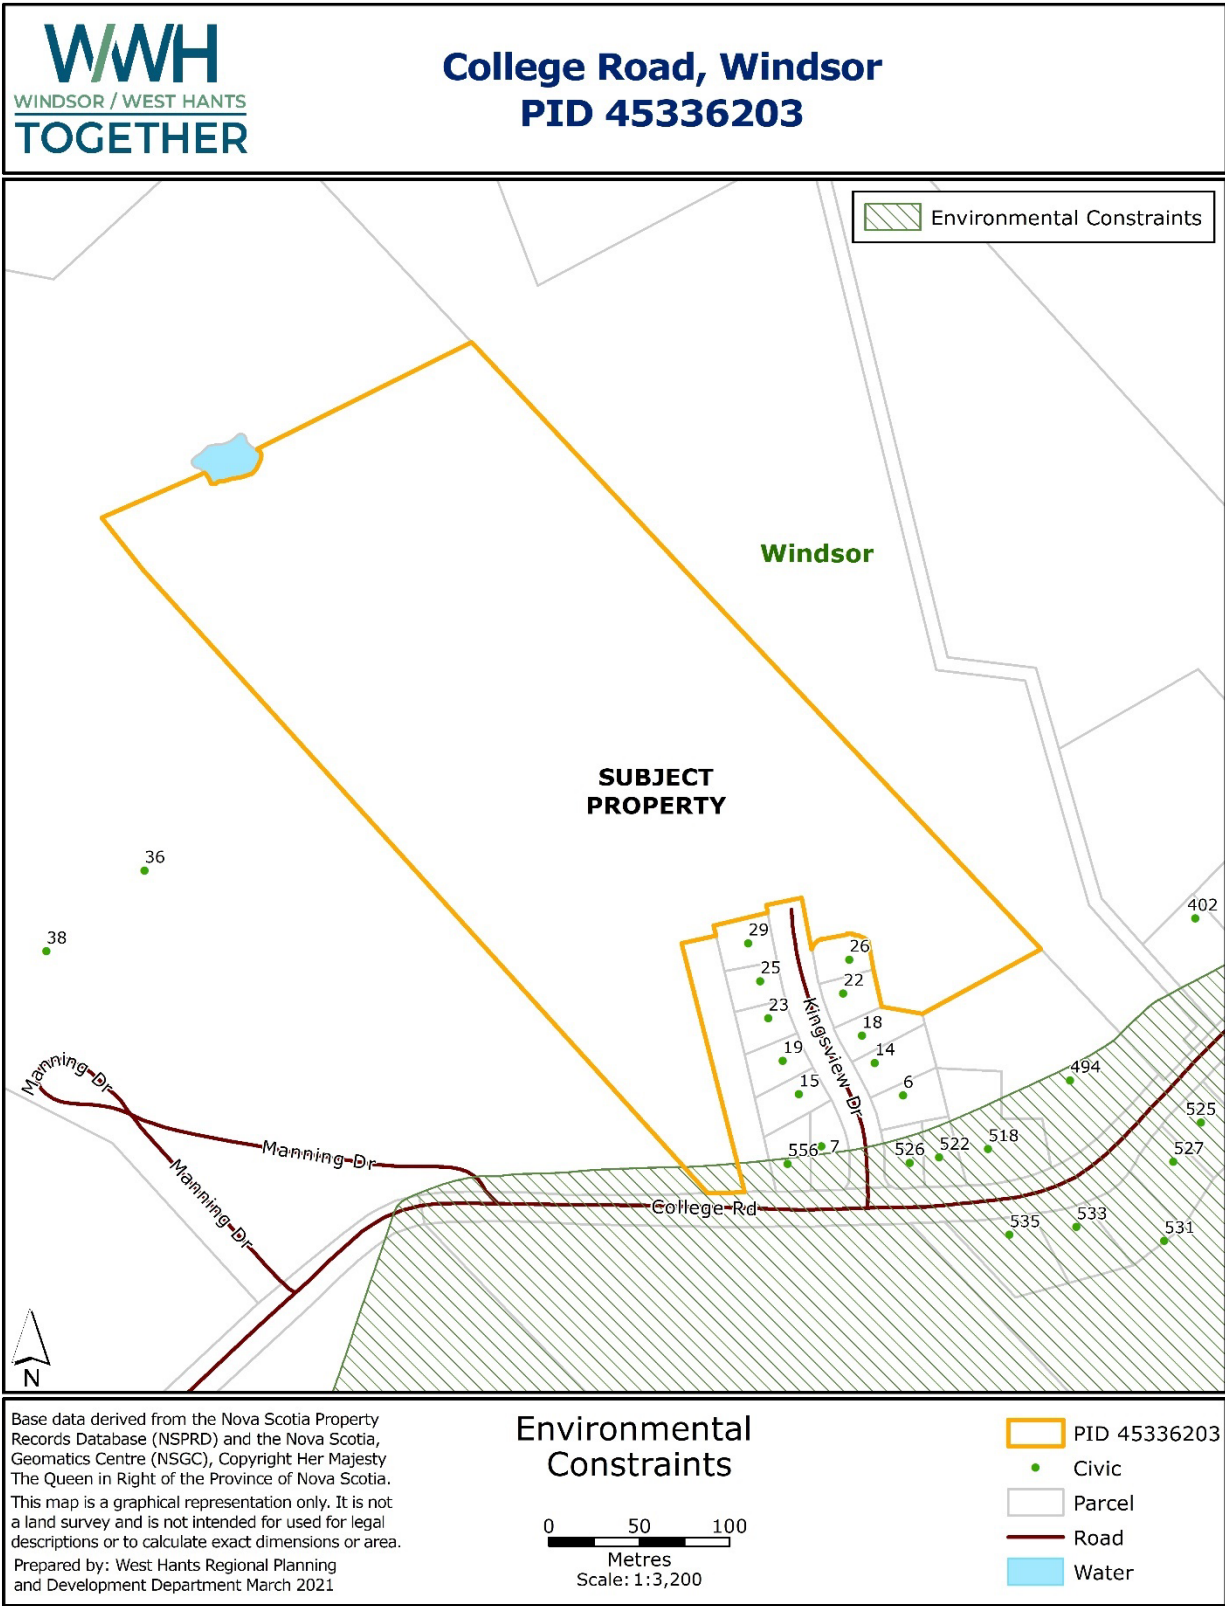 WWH
WINDSOR / WEST HANTS
TOGETHER
College Road, Windsor
PID 45336203
Environmental Constraints
Windsor
SUBJECT
PROPERTY
36
38
402
29
26
25
22
23
18
19
14
15
6
494
Kingsview Dr
525
7
518
556
526
522
527
Manning Dr
Manning Dr
Manning Dr
College Rd
535
533
531
N
Base data derived from the Nova Scotia Property
Records Database (NSPRD) and the Nova Scotia,
Geomatics Centre (NSGC), Copyright Her Majesty
The Queen in Right of the Province of Nova Scotia.
This map is a graphical representation only. It is not
a land survey and is not intended for used for legal
descriptions or to calculate exact dimensions or area.
Prepared by: West Hants Regional Planning
and Development Department March 2021
Environmental
Constraints
0 50 100
Metres
Scale: 1:3,200
PID 45336203
Civic
Parcel
Road
Water